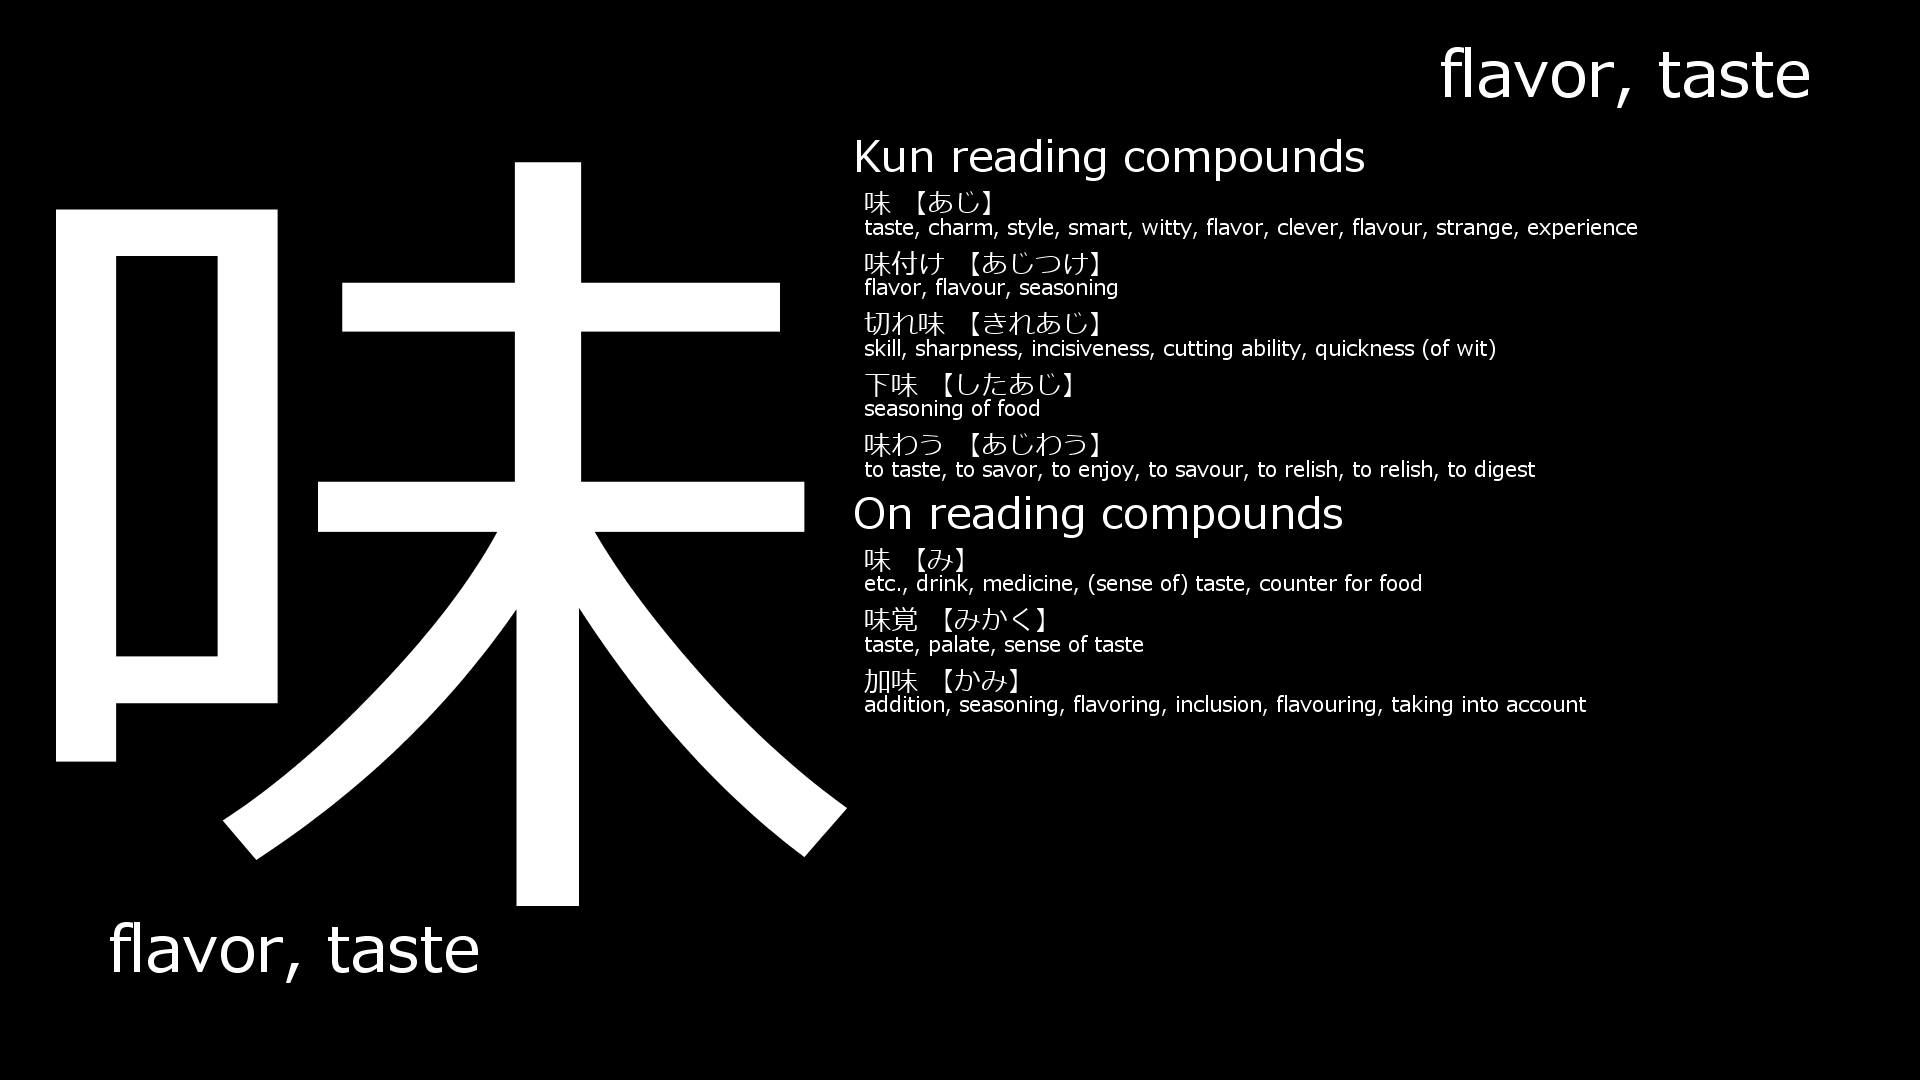 flavor, taste
味
Kun reading compounds
味 【あじ】
taste, charm, style, smart, witty, flavor, clever, flavour, strange, experience
味付け 【あじつけ】
flavor, flavour, seasoning
切れ味 【きれあじ】
skill, sharpness, incisiveness, cutting ability, quickness (of wit)
下味 【したあじ】
seasoning of food
味わう 【あじわう】
to taste, to savor, to enjoy, to savour, to relish, to relish, to digest
On reading compounds
味 【み】
etc., drink, medicine, (sense of) taste, counter for food
味覚 【みかく】
taste, palate, sense of taste
加味 【かみ】
addition, seasoning, flavoring, inclusion, flavouring, taking into account
flavor, taste